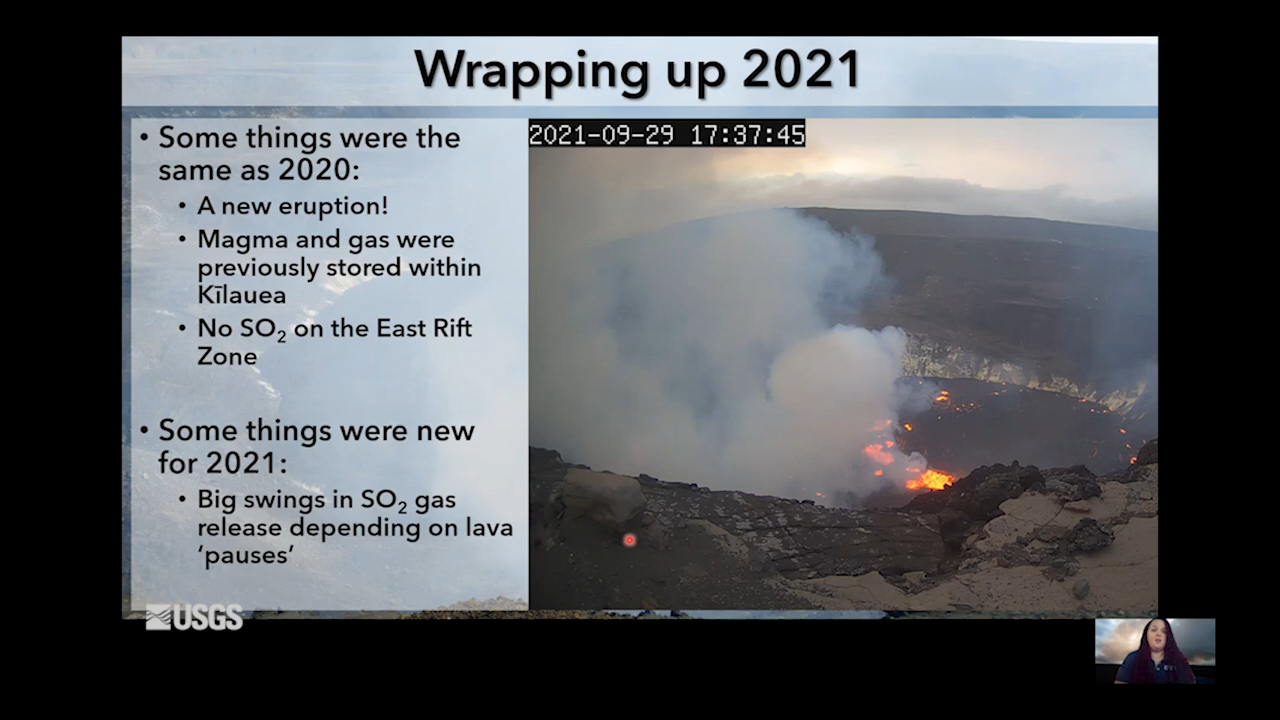 Wrapping up 2021
• Some things were the
same as 2020:
• A new eruption!
• Magma and gas were
previously stored within
Kīlauea
• No SO₂ on the East Rift
Zone
• Some things were new
for 2021:
• Big swings in SO₂ gas
release depending on lava
‘pauses’
2021-09-29 17:37:45
USGS